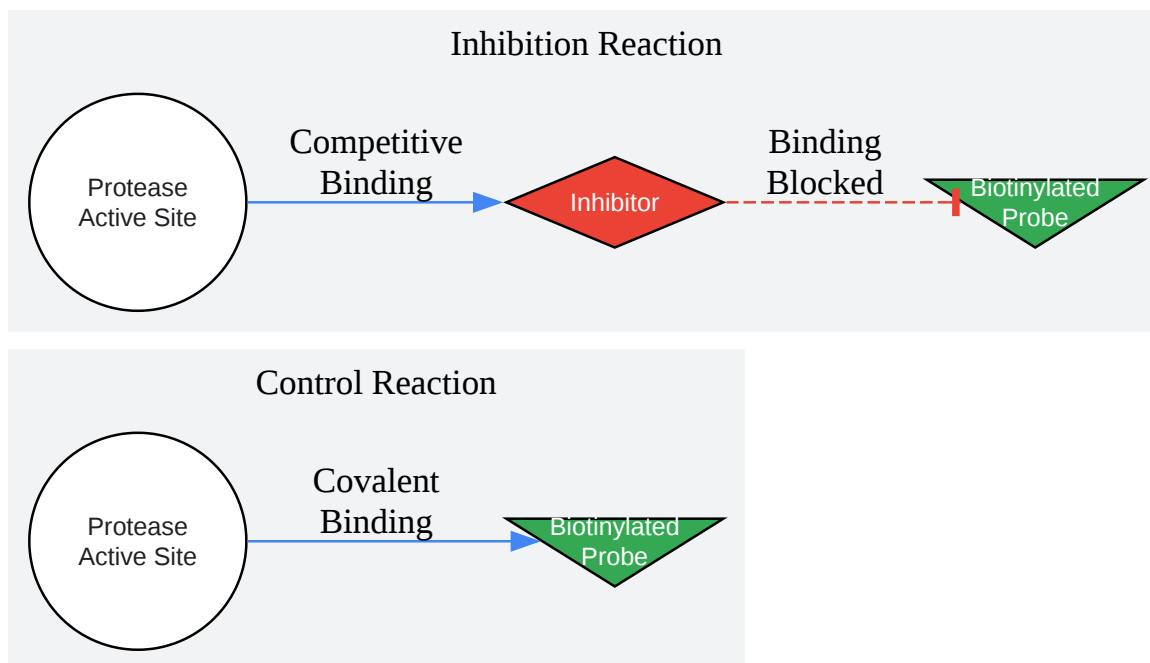 Inhibition Reaction
Competitive
Binding
Binding
Blocked
Protease
Active Site
Inhibitor
Biotinylated
Probe
Control Reaction
Covalent
Binding
Protease
Active Site
Biotinylated
Probe